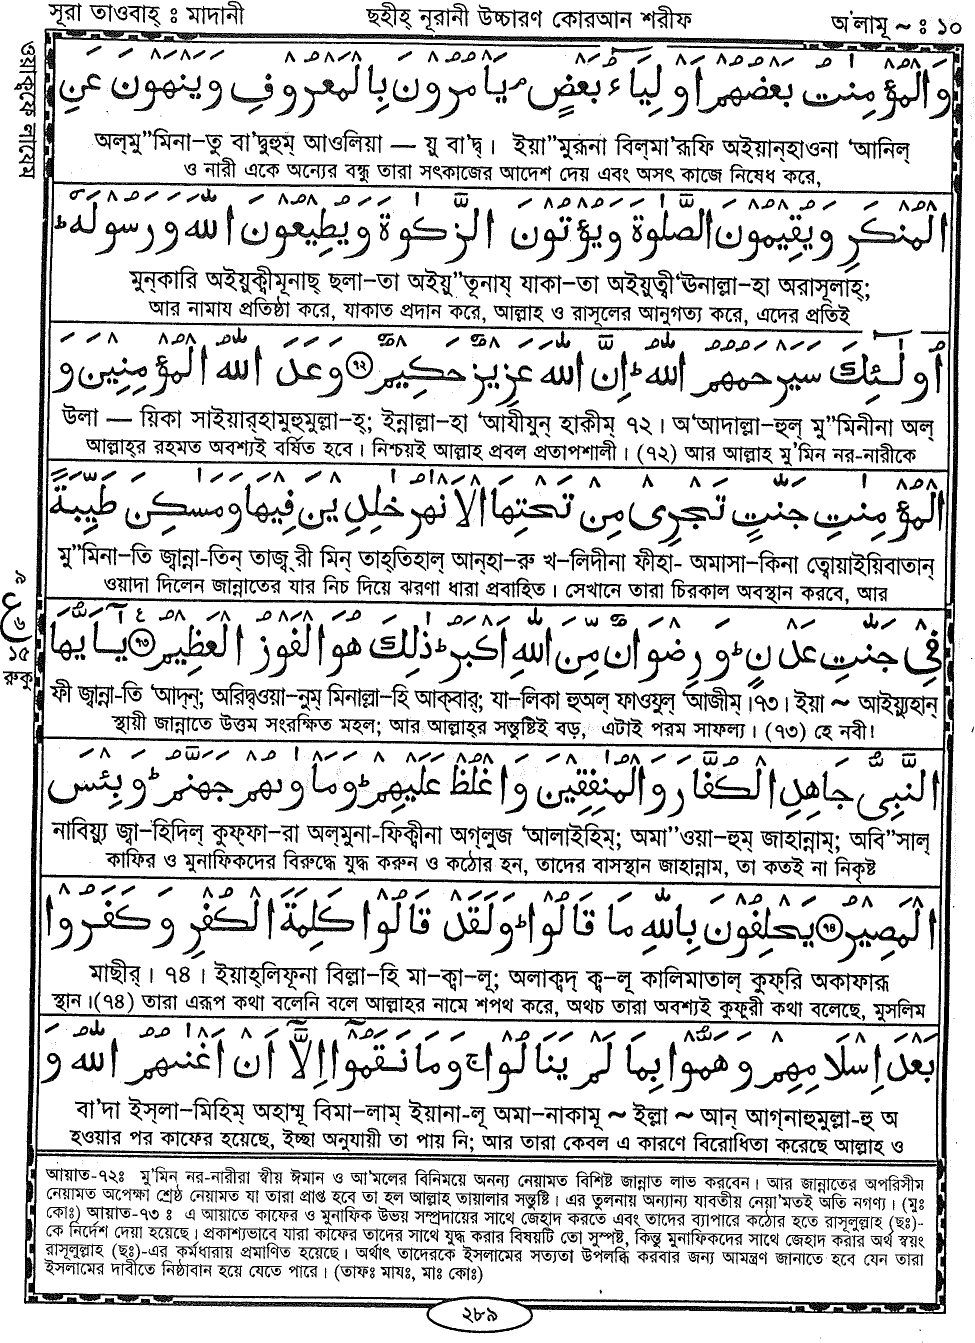 সূরা তাওবাহ্ ঃ মাদানী
ছহীহ্ নূরানী উচ্চারণ কোরআন শরীফ
অ'লামূ ~ ঃ ১০
ওয়াক্বফে লাযেম
وَالْمُؤْمِنٰتُ بَعْضُهُمْ اَوْلِيَآءُ بَعْضٍ ۘ يَاْمُرُوْنَ بِالْمَعْرُوْفِ وَيَنْهَوْنَ عَنِ
অল্‌মু”মিনা–তু বা'দ্বুহুম্ আওলিয়া — য়ু বা'দ্ব্। ইয়া”মুরূনা বিল্‌মা'রূফি অইয়ান্‌হাওনা 'আনিল্
ও নারী একে অন্যের বন্ধু তারা সৎকাজের আদেশ দেয় এবং অসৎ কাজে নিষেধ করে,
الْمُنْكَرِ وَيُقِيْمُوْنَ الصَّلٰوةَ وَيُؤْتُوْنَ الزَّكٰوةَ وَيُطِيْعُوْنَ اللّٰهَ وَرَسُوْلَهٗ ؕ
মুন্‌কারি অইয়ুক্বীমূনাছ্ ছলা–তা অইয়ু”তূনায্ যাকা–তা অইয়ুত্বী'ঊনাল্লা–হা অরাসূলাহ্;
আর নামায প্রতিষ্ঠা করে, যাকাত প্রদান করে, আল্লাহ ও রাসূলের আনুগত্য করে, এদের প্রতিই
اُولٰٓئِكَ سَيَرْحَمُهُمُ اللّٰهُ ؕ اِنَّ اللّٰهَ عَزِيْزٌ حَكِيْمٌ ﴿۷۲﴾ وَعَدَ اللّٰهُ الْمُؤْمِنِيْنَ وَ
উলা — য়িকা সাইয়ার্‌হামুহুমুল্লা–হ্; ইন্নাল্লা–হা 'আযীযুন্ হাকীম্ ৭২। অ'আদাল্লা–হুল্ মু”মিনীনা অল্
আল্লাহ্‌র রহমত অবশ্যই বর্ষিত হবে। নিশ্চয়ই আল্লাহ প্রবল প্রতাপশালী। (৭২) আর আল্লাহ মু'মিন নর-নারীকে
الْمُؤْمِنٰتِ جَنّٰتٍ تَجْرِىْ مِنْ تَحْتِهَا الْاَنْهٰرُ خٰلِدِيْنَ فِيْهَا وَمَسٰكِنَ طَيِّبَةً
মু”মিনা–তি জ্বান্না-তিন্ তাজ্ব্‌রী মিন্ তাহ্‌তিহাল্ আন্‌হা–রু খ–লিদীনা ফীহা- অমাসা–কিনা ত্বোয়াইয়িবাতান্
ওয়াদা দিলেন জান্নাতের যার নিচ দিয়ে ঝরণা ধারা প্রবাহিত। সেখানে তারা চিরকাল অবস্থান করবে, আর
৯
ع
৬
১৫
রুকু
فِىْ جَنّٰتِ عَدْنٍ ؕ وَرِضْوَانٌ مِّنَ اللّٰهِ اَكْبَرُ ؕ ذٰلِكَ هُوَ الْفَوْزُ الْعَظِيْمُ ﴿۷۳﴾ يٰۤاَيُّهَا
ফী জ্বান্না–তি 'আদ্‌ন্; অরিদ্বওয়া–নুম্ মিনাল্লা–হি আক্‌বার্; যা–লিকা হুঅল্ ফাওযুল্ 'আজীম্।৭৩। ইয়া ~ আইয়্যুহান্
স্থায়ী জান্নাতে উত্তম সংরক্ষিত মহল; আর আল্লাহ্‌র সন্তুষ্টিই বড়, এটাই পরম সাফল্য। (৭৩) হে নবী!
النَّبِىُّ جَاهِدِ الْكُفَّارَ وَالْمُنٰفِقِيْنَ وَاغْلُظْ عَلَيْهِمْ ؕ وَمَاْوٰىهُمْ جَهَنَّمُ ؕ وَبِئْسَ
নাবিয়্যু জ্বা–হিদিল্ কুফ্‌ফা–রা অল্‌মুনা-ফিক্বীনা অগ্‌লুজ 'আলাইহিম্; অমা”ওয়া–হুম্ জাহান্নাম্; অবি”সাল্
কাফির ও মুনাফিকদের বিরুদ্ধে যুদ্ধ করুন ও কঠোর হন, তাদের বাসস্থান জাহান্নাম, তা কতই না নিকৃষ্ট
الْمَصِيْرُ ﴿۷۴﴾ يَحْلِفُوْنَ بِاللّٰهِ مَا قَالُوْا ؕ وَلَقَدْ قَالُوْا كَلِمَةَ الْكُفْرِ وَكَفَرُوْا
মাছীর্। ৭৪। ইয়াহ্‌লিফূনা বিল্লা–হি মা–ক্বা–লূ; অলাক্বদ্ ক্ব–লূ কালিমাতাল্ কুফ্‌রি অকাফারূ
স্থান।(৭৪) তারা এরূপ কথা বলেনি বলে আল্লাহর নামে শপথ করে, অথচ তারা অবশ্যই কুফুরী কথা বলেছে, মুসলিম
بَعْدَ اِسْلَامِهِمْ وَهَمُّوْا بِمَا لَمْ يَنَالُوْا ۚ وَمَا نَقَمُوْۤا اِلَّاۤ اَنْ اَغْنٰىهُمُ اللّٰهُ وَ
বা'দা ইস্‌লা–মিহিম্ অহাম্মূ বিমা–লাম্ ইয়ানা-লূ অমা–নাকামূ ~ ইল্লা ~ আন্ আগ্‌নাহুমুল্লা-হু অ
হওয়ার পর কাফের হয়েছে, ইচ্ছা অনুযায়ী তা পায় নি; আর তারা কেবল এ কারণে বিরোধিতা করেছে আল্লাহ ও
আয়াত-৭২ঃ মু'মিন নর-নারীরা স্বীয় ঈমান ও আ'মলের বিনিময়ে অনন্য নেয়ামত বিশিষ্ট জান্নাত লাভ করবেন। আর জান্নাতের অপরিসীম
নেয়ামত অপেক্ষা শ্রেষ্ঠ নেয়ামত যা তারা প্রাপ্ত হবে তা হল আল্লাহ তায়ালার সন্তুষ্টি। এর তুলনায় অন্যান্য যাবতীয় নেয়া'মতই অতি নগণ্য। (মুঃ
কোঃ) আয়াত-৭৩ ঃ এ আয়াতে কাফের ও মুনাফিক উভয় সম্প্রদায়ের সাথে জেহাদ করতে এবং তাদের ব্যাপারে কঠোর হতে রাসূলুল্লাহ (ছঃ)-
কে নির্দেশ দেয়া হয়েছে। প্রকাশ্যভাবে যারা কাফের তাদের সাথে যুদ্ধ করার বিষয়টি তো সুস্পষ্ট, কিন্তু মুনাফিকদের সাথে জেহাদ করার অর্থ স্বয়ং
রাসূলুল্লাহ (ছঃ)-এর কর্মধারায় প্রমাণিত হয়েছে। অর্থাৎ তাদেরকে ইসলামের সত্যতা উপলব্ধি করবার জন্য আমন্ত্রণ জানাতে হবে যেন তারা
ইসলামের দাবীতে নিষ্ঠাবান হয়ে যেতে পারে। (তাফঃ মাযঃ, মাঃ কোঃ)
২৮৯